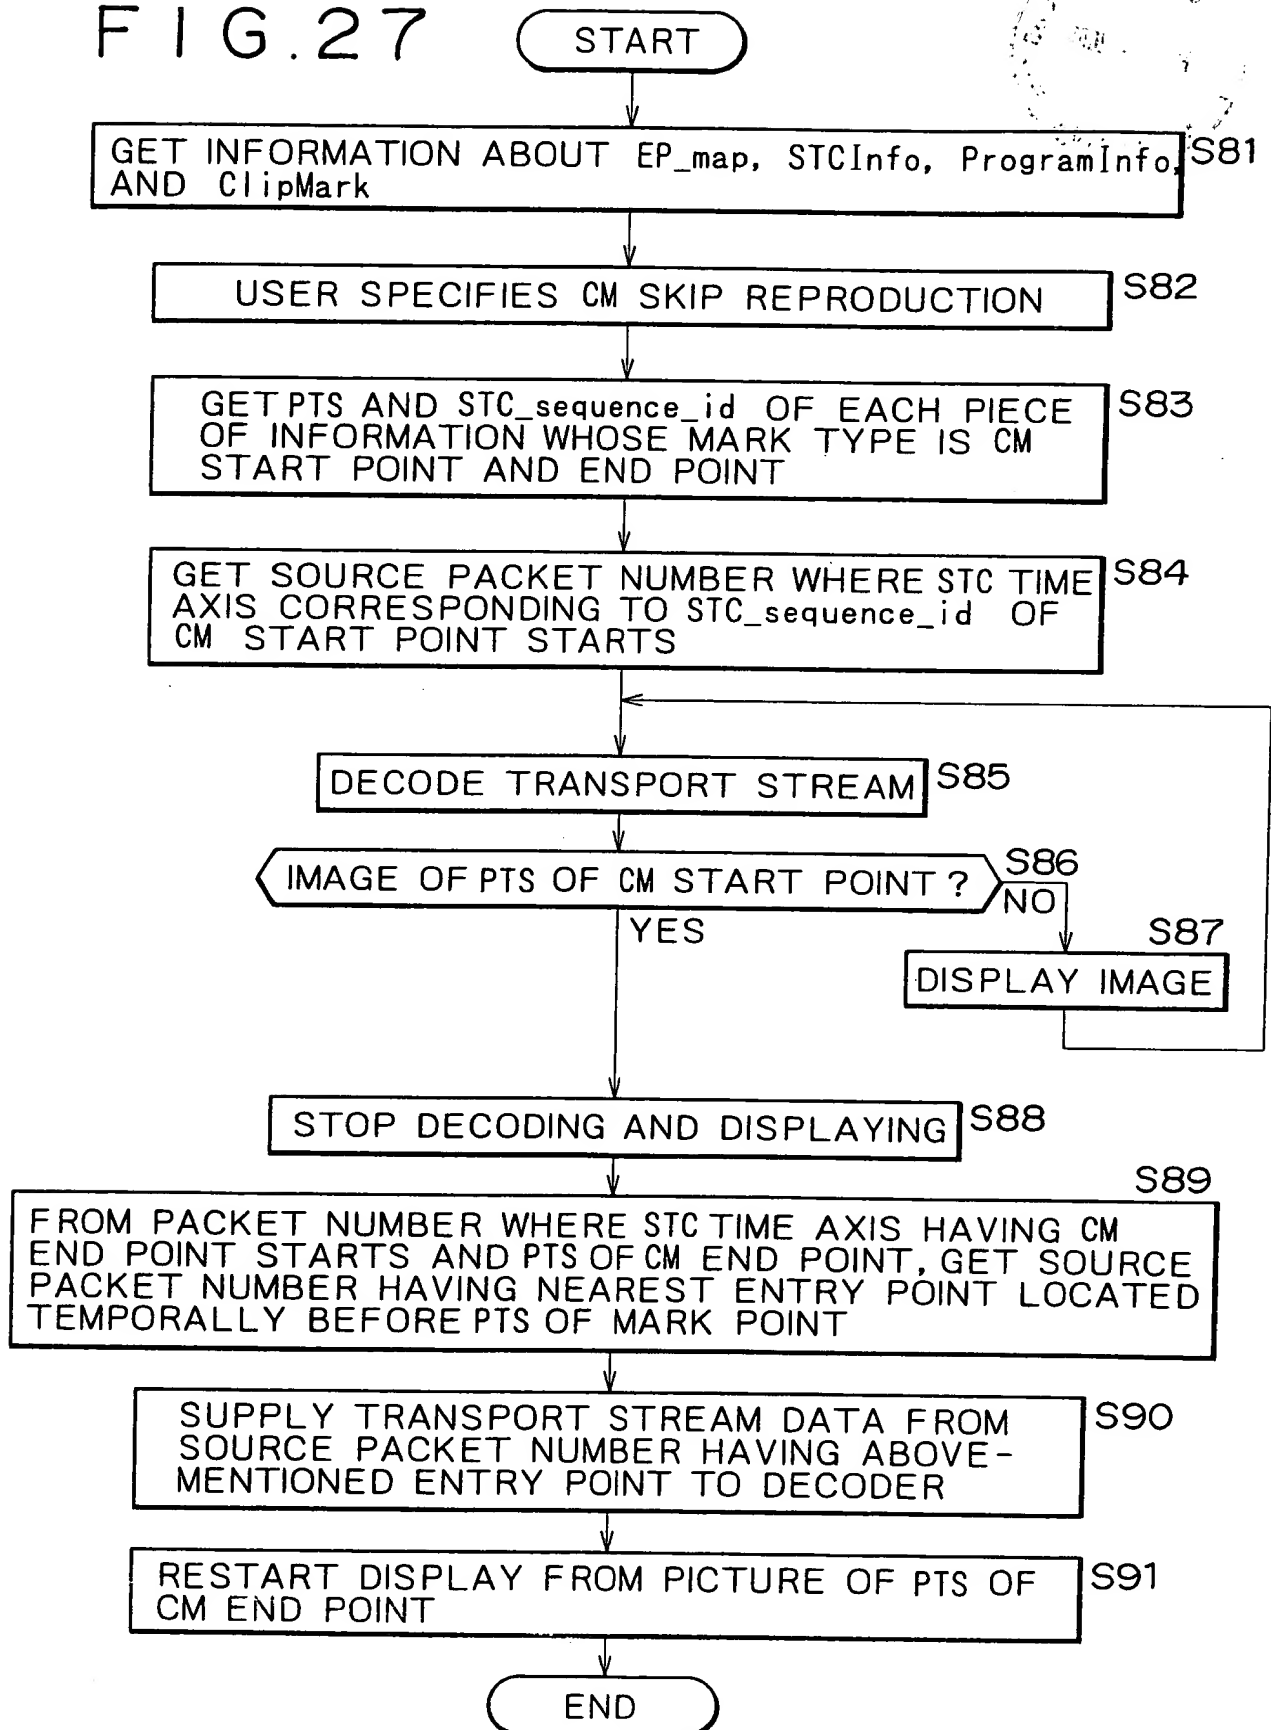 FIG.27
START
GET INFORMATION ABOUT EP_map, STCInfo, ProgramInfo,
AND ClipMark
S81
USER SPECIFIES CM SKIP REPRODUCTION
S82
GET PTS AND STC_sequence_id OF EACH PIECE
OF INFORMATION WHOSE MARK TYPE IS CM
START POINT AND END POINT
S83
GET SOURCE PACKET NUMBER WHERE STC TIME
AXIS CORRESPONDING TO STC_sequence_id OF
CM START POINT STARTS
S84
DECODE TRANSPORT STREAM
S85
IMAGE OF PTS OF CM START POINT?
S86
NO
YES
S87
DISPLAY IMAGE
STOP DECODING AND DISPLAYING
S88
S89
FROM PACKET NUMBER WHERE STC TIME AXIS HAVING CM
END POINT STARTS AND PTS OF CM END POINT, GET SOURCE
PACKET NUMBER HAVING NEAREST ENTRY POINT LOCATED
TEMPORALLY BEFORE PTS OF MARK POINT
SUPPLY TRANSPORT STREAM DATA FROM
SOURCE PACKET NUMBER HAVING ABOVE-
MENTIONED ENTRY POINT TO DECODER
S90
RESTART DISPLAY FROM PICTURE OF PTS OF
CM END POINT
S91
END